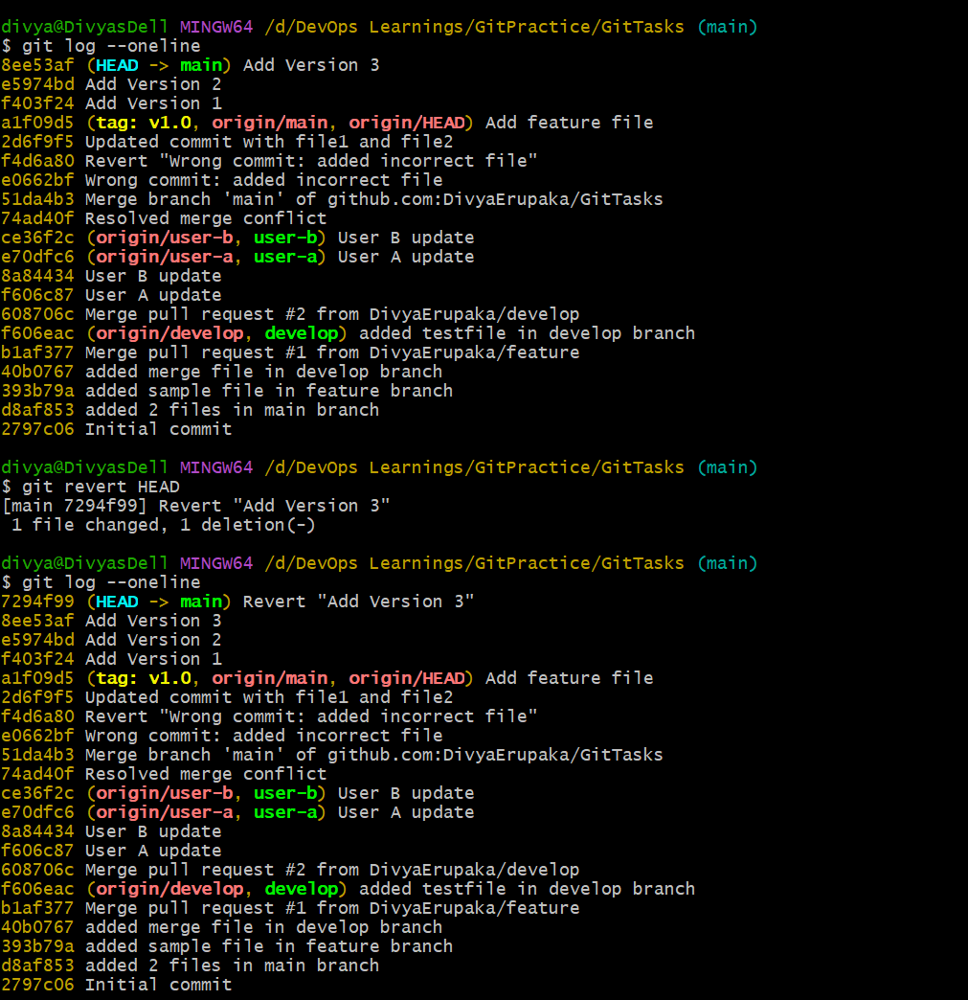 divya@DivyasDell MINGW64 /d/DevOps Learnings/GitPractice/GitTasks (main)
$ git log --oneline
8ee53af (HEAD -> main) Add Version 3
e5974bd Add Version 2
f403f24 Add Version 1
a1f09d5 (tag: v1.0, origin/main, origin/HEAD) Add feature file
2d6f9f5 Updated commit with file1 and file2
f4d6a80 Revert "Wrong commit: added incorrect file"
e0662bf Wrong commit: added incorrect file
51da4b3 Merge branch 'main' of github.com:DivyaErupaka/GitTasks
74ad40f Resolved merge conflict
ce36f2c (origin/user-b, user-b) User B update
e70dfc6 (origin/user-a, user-a) User A update
8a84434 User B update
f606c87 User A update
608706c Merge pull request #2 from DivyaErupaka/develop
f606eac (origin/develop, develop) added testfile in develop branch
b1af377 Merge pull request #1 from DivyaErupaka/feature
40b0767 added merge file in develop branch
393b79a added sample file in feature branch
d8af853 added 2 files in main branch
2797c06 Initial commit
divya@DivyasDell MINGW64 /d/DevOps Learnings/GitPractice/GitTasks (main)
$ git revert HEAD
[main 7294f99] Revert "Add Version 3"
 1 file changed, 1 deletion(-)
divya@DivyasDell MINGW64 /d/DevOps Learnings/GitPractice/GitTasks (main)
$ git log --oneline
7294f99 (HEAD -> main) Revert "Add Version 3"
8ee53af Add Version 3
e5974bd Add Version 2
f403f24 Add Version 1
a1f09d5 (tag: v1.0, origin/main, origin/HEAD) Add feature file
2d6f9f5 Updated commit with file1 and file2
f4d6a80 Revert "Wrong commit: added incorrect file"
e0662bf Wrong commit: added incorrect file
51da4b3 Merge branch 'main' of github.com:DivyaErupaka/GitTasks
74ad40f Resolved merge conflict
ce36f2c (origin/user-b, user-b) User B update
e70dfc6 (origin/user-a, user-a) User A update
8a84434 User B update
f606c87 User A update
608706c Merge pull request #2 from DivyaErupaka/develop
f606eac (origin/develop, develop) added testfile in develop branch
b1af377 Merge pull request #1 from DivyaErupaka/feature
40b0767 added merge file in develop branch
393b79a added sample file in feature branch
d8af853 added 2 files in main branch
2797c06 Initial commit